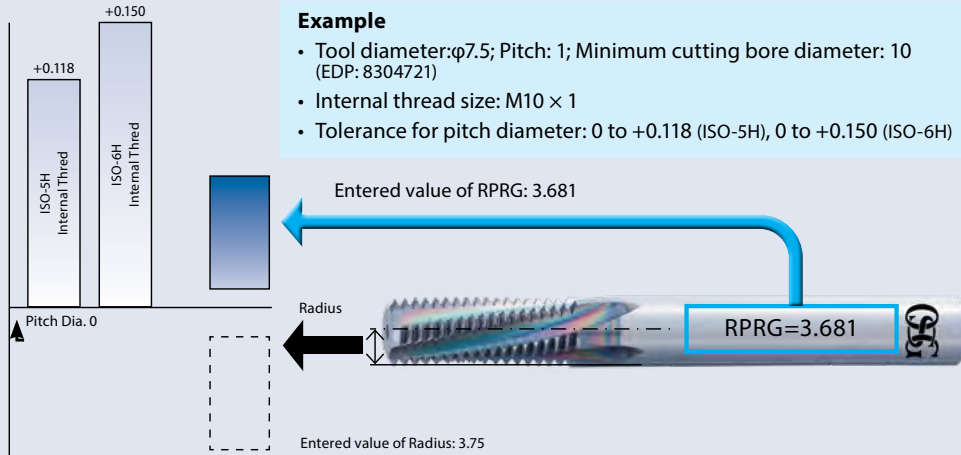 +0.150
+0.118
ISO-5H
Internal Thred
ISO-6H
Internal Thred
Pitch Dia. 0
Example
• Tool diameter:φ7.5; Pitch: 1; Minimum cutting bore diameter: 10
(EDP: 8304721)
• Internal thread size: M10 × 1
• Tolerance for pitch diameter: 0 to +0.118 (ISO-5H), 0 to +0.150 (ISO-6H)
Entered value of RPRG: 3.681
Radius
RPRG=3.681
OSG
Entered value of Radius: 3.75